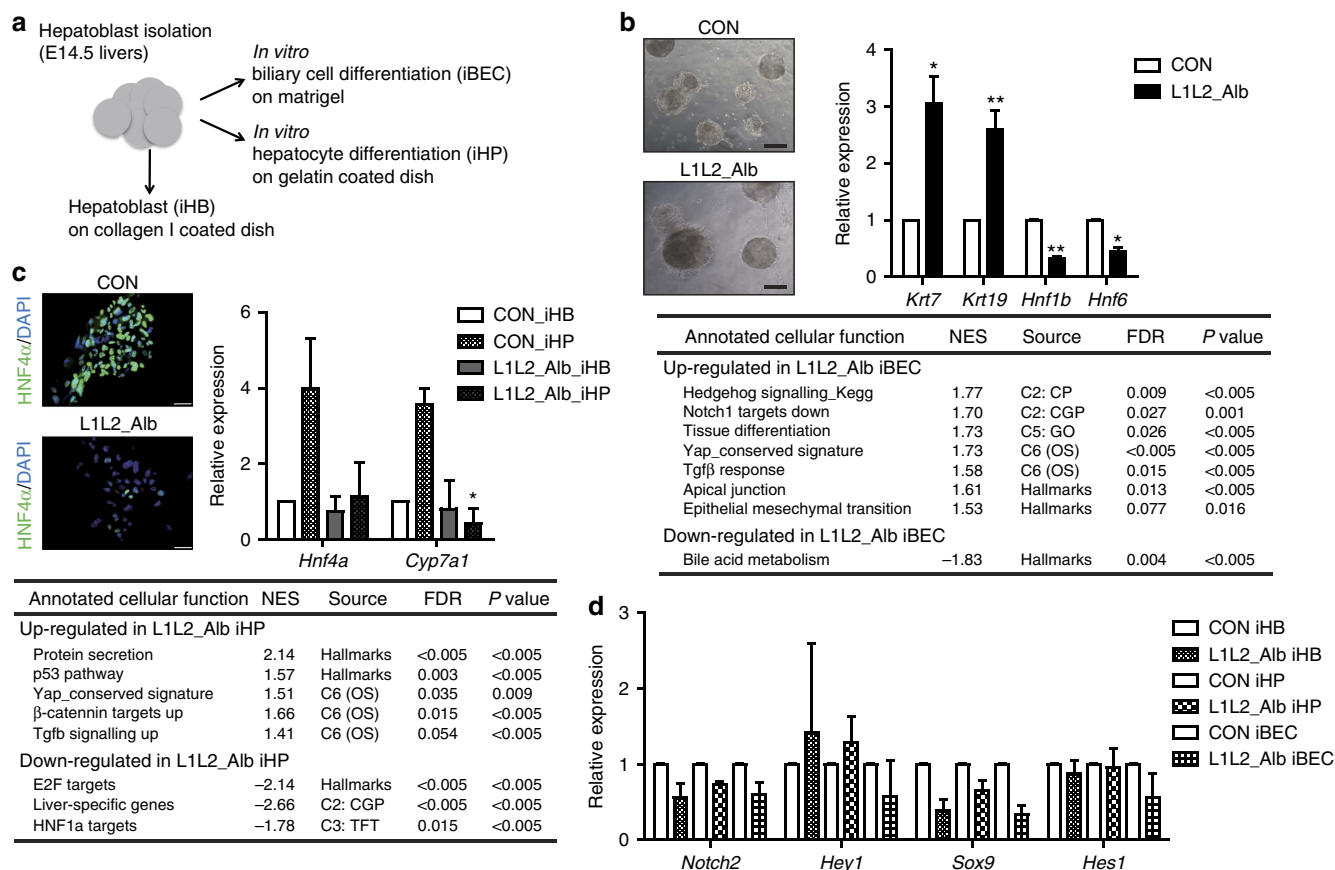 a
Hepatoblast isolation
(E14.5 livers)
In vitro
biliary cell differentiation (iBEC)
on matrigel
In vitro
hepatocyte differentiation (iHP)
on gelatin coated dish
Hepatoblast (iHB)
on collagen I coated dish
b
CON
L1L2_Alb
Relative expression
4
3
2
1
0
Krt7 Krt19 Hnf1b Hnf6
* ** ** *
CON
L1L2_Alb
Annotated cellular function NES Source FDR P value
Up-regulated in L1L2_Alb iBEC
Hedgehog signalling_Kegg 1.77 C2: CP 0.009 <0.005
Notch1 targets down 1.70 C2: CGP 0.027 0.001
Tissue differentiation 1.73 C5: GO 0.026 <0.005
Yap_conserved signature 1.73 C6 (OS) <0.005 <0.005
Tgfβ response 1.58 C6 (OS) 0.015 <0.005
Apical junction 1.61 Hallmarks 0.013 <0.005
Epithelial mesechymal transition 1.53 Hallmarks 0.077 0.016
Down-regulated in L1L2_Alb iBEC
Bile acid metabolism −1.83 Hallmarks 0.004 <0.005
c
CON
HNF4α/DAPI
L1L2_Alb
HNF4α/DAPI
Relative expression
6
4
2
0
Hnf4a Cyp7a1
*
CON_iHB
CON_iHP
L1L2_Alb_iHB
L1L2_Alb_iHP
Annotated cellular function NES Source FDR P value
Up-regulated in L1L2_Alb iHP
Protein secretion 2.14 Hallmarks <0.005 <0.005
p53 pathway 1.57 Hallmarks 0.003 <0.005
Yap_conserved signature 1.51 C6 (OS) 0.035 0.009
β-catennin targets up 1.66 C6 (OS) 0.015 <0.005
Tgfb signalling up 1.41 C6 (OS) 0.054 <0.005
Down-regulated in L1L2_Alb iHP
E2F targets −2.14 Hallmarks <0.005 <0.005
Liver-specific genes −2.66 C2: CGP <0.005 <0.005
HNF1a targets −1.78 C3: TFT 0.015 <0.005
d
Relative expression
3
2
1
0
Notch2 Hey1 Sox9 Hes1
CON iHB
L1L2_Alb iHB
CON iHP
L1L2_Alb iHP
CON iBEC
L1L2_Alb iBEC